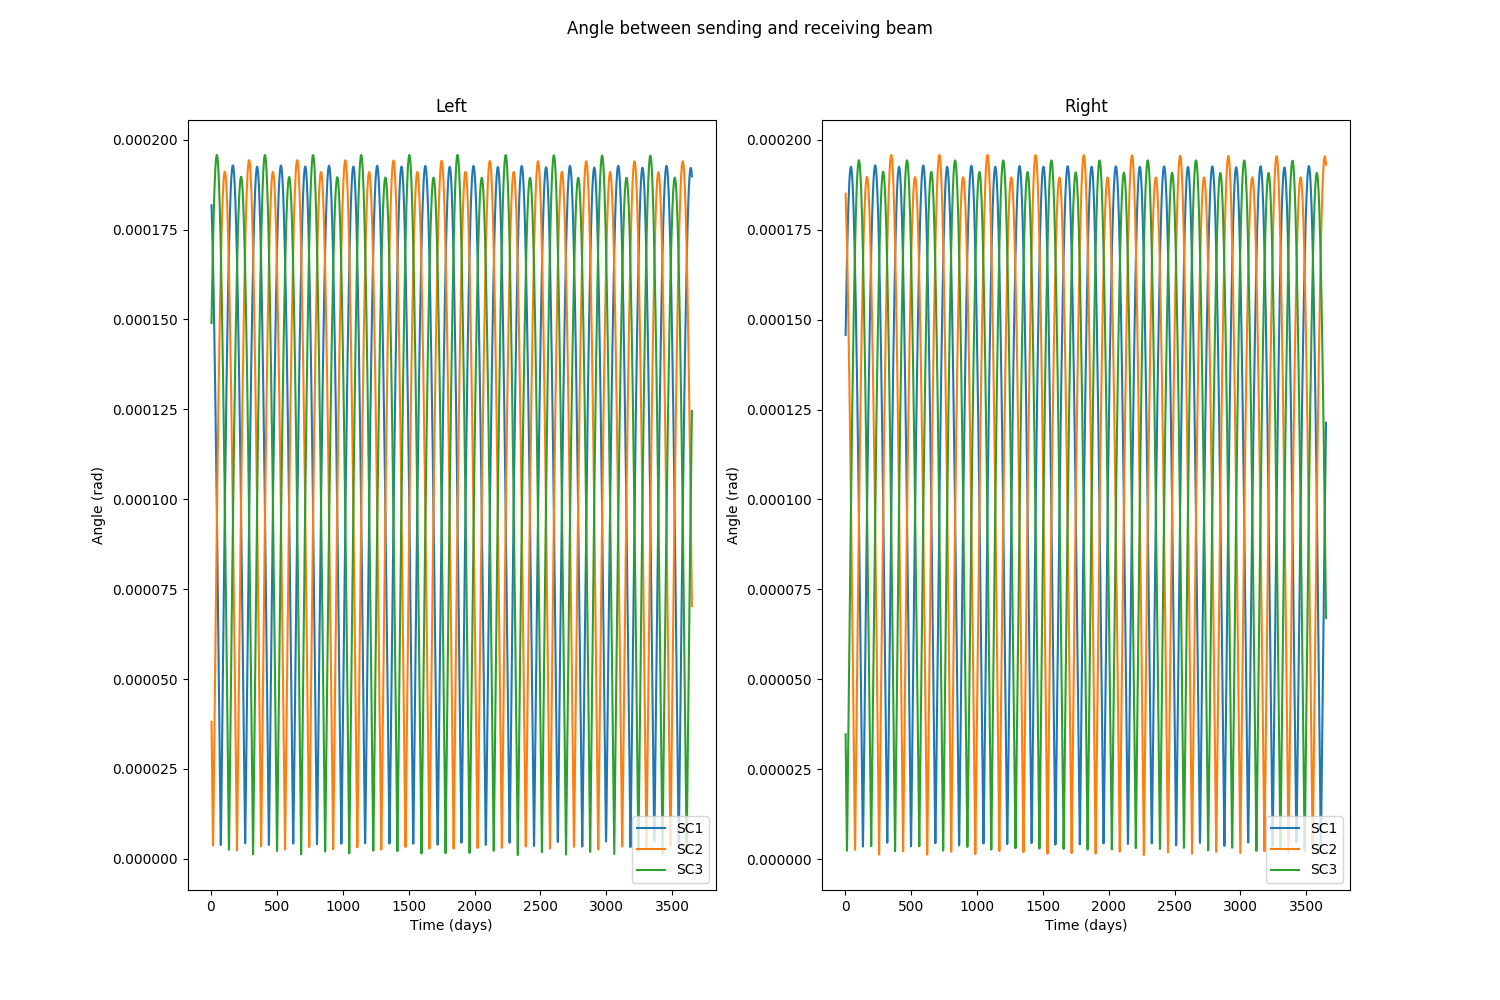 Angle between sending and receiving beam
Left
0.000200
0.000175
0.000150
0.000125
0.000100
0.000075
0.000050
0.000025
0.000000
Angle (rad)
0 500 1000 1500 2000 2500 3000 3500
Time (days)
SC1
SC2
SC3
Right
0.000200
0.000175
0.000150
0.000125
0.000100
0.000075
0.000050
0.000025
0.000000
Angle (rad)
0 500 1000 1500 2000 2500 3000 3500
Time (days)
SC1
SC2
SC3